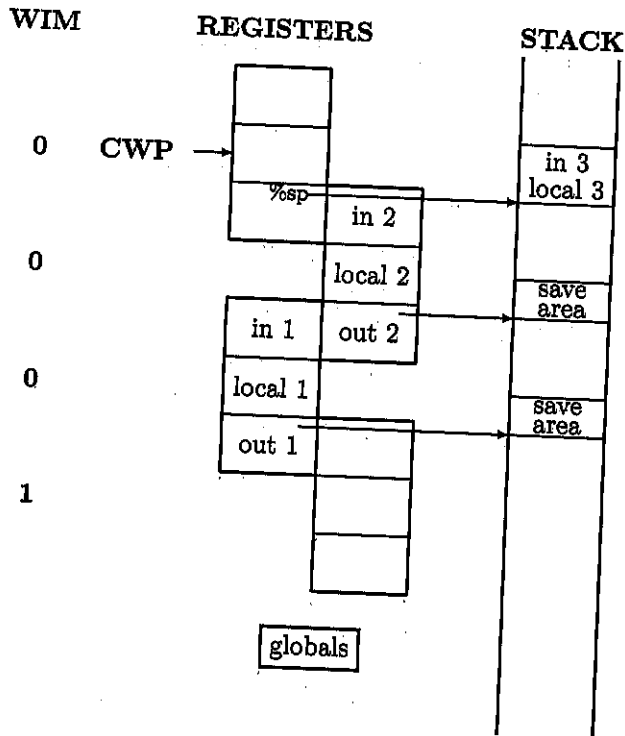 WIM
REGISTERS
STACK
0
CWP
in 3
local 3
%sp
in 2
0
local 2
save
area
in 1
out 2
0
local 1
save
area
out 1
1
globals